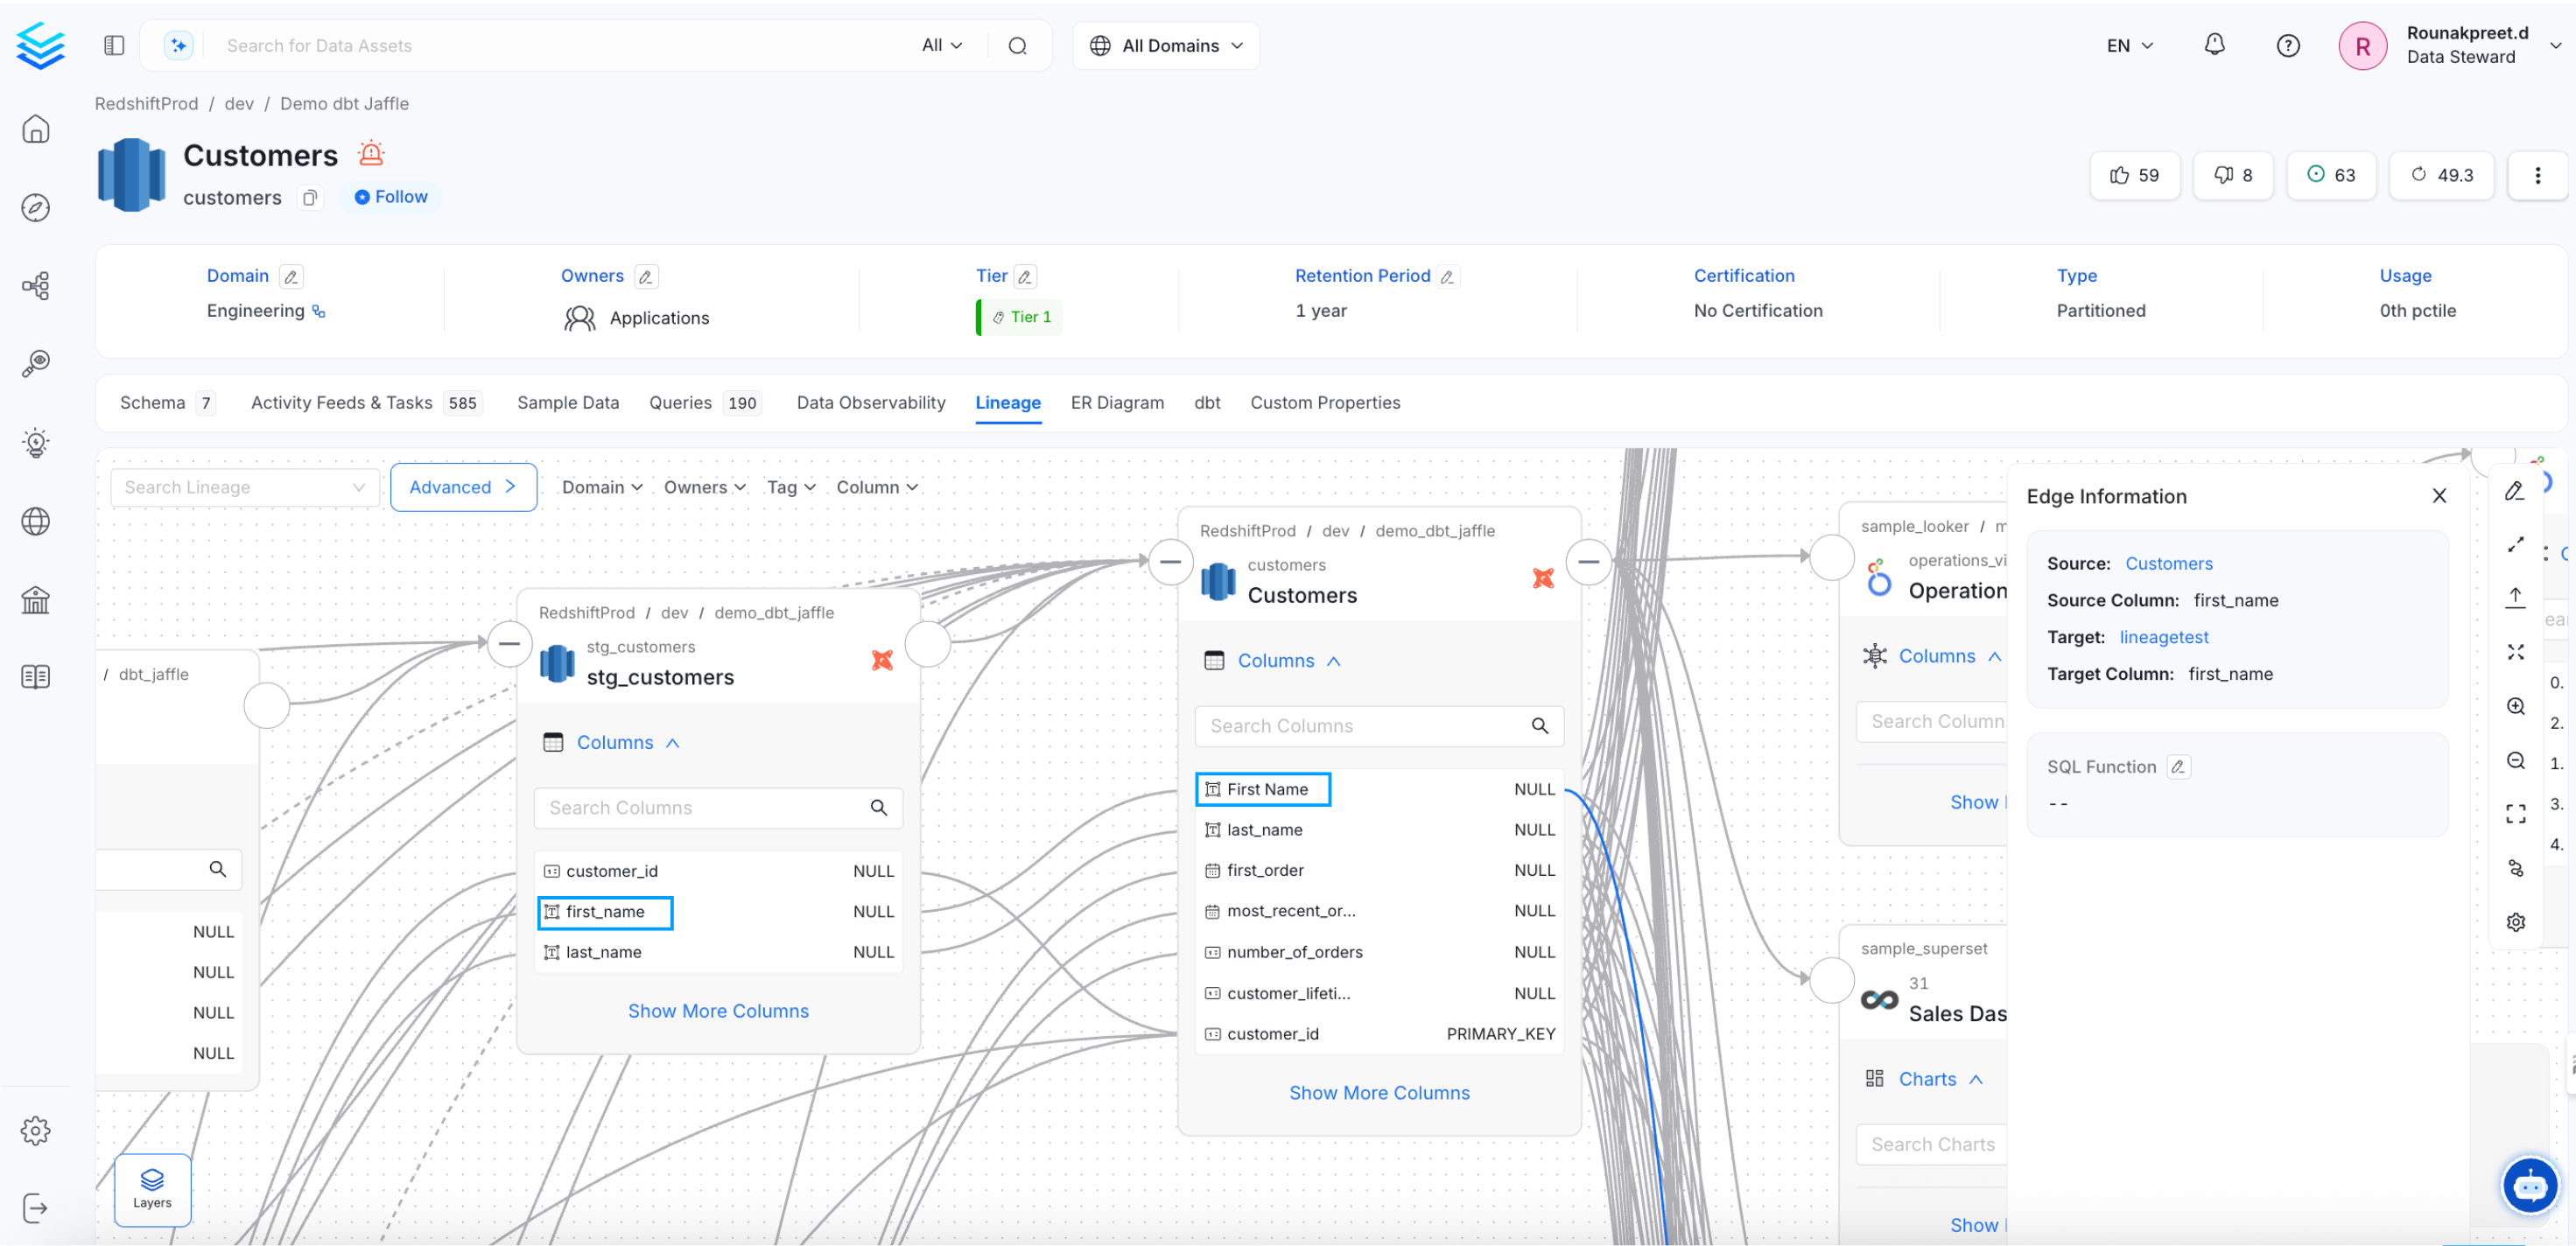 Search for Data Assets
All
All Domains
EN
R
Rounakpreet.d
Data Steward
RedshiftProd / dev / Demo dbt Jaffle
Customers
customers
Follow
59
8
63
49.3
Domain
Engineering
Owners
Applications
Tier
Tier 1
Retention Period
1 year
Certification
No Certification
Type
Partitioned
Usage
0th pctile
Schema 7
Activity Feeds & Tasks 585
Sample Data
Queries 190
Data Observability
Lineage
ER Diagram
dbt
Custom Properties
Search Lineage
Advanced
Domain
Owners
Tag
Column
/ dbt_jaffle
NULL
NULL
NULL
NULL
RedshiftProd / dev / demo_dbt_jaffle
stg_customers
stg_customers
Columns
Search Columns
customer_id NULL
first_name NULL
last_name NULL
Show More Columns
RedshiftProd / dev / demo_dbt_jaffle
customers
Customers
Columns
Search Columns
First Name NULL
last_name NULL
first_order NULL
most_recent_or... NULL
number_of_orders NULL
customer_lifeti... NULL
customer_id PRIMARY_KEY
Show More Columns
sample_looker / m
operations_vi
Operation
Columns
Search Column
Show
sample_superset
31
Sales Das
Charts
Search Charts
Show
Edge Information
Source: Customers
Source Column: first_name
Target: lineagetest
Target Column: first_name
SQL Function
--
0.
2.
1.
3.
4.
Layers